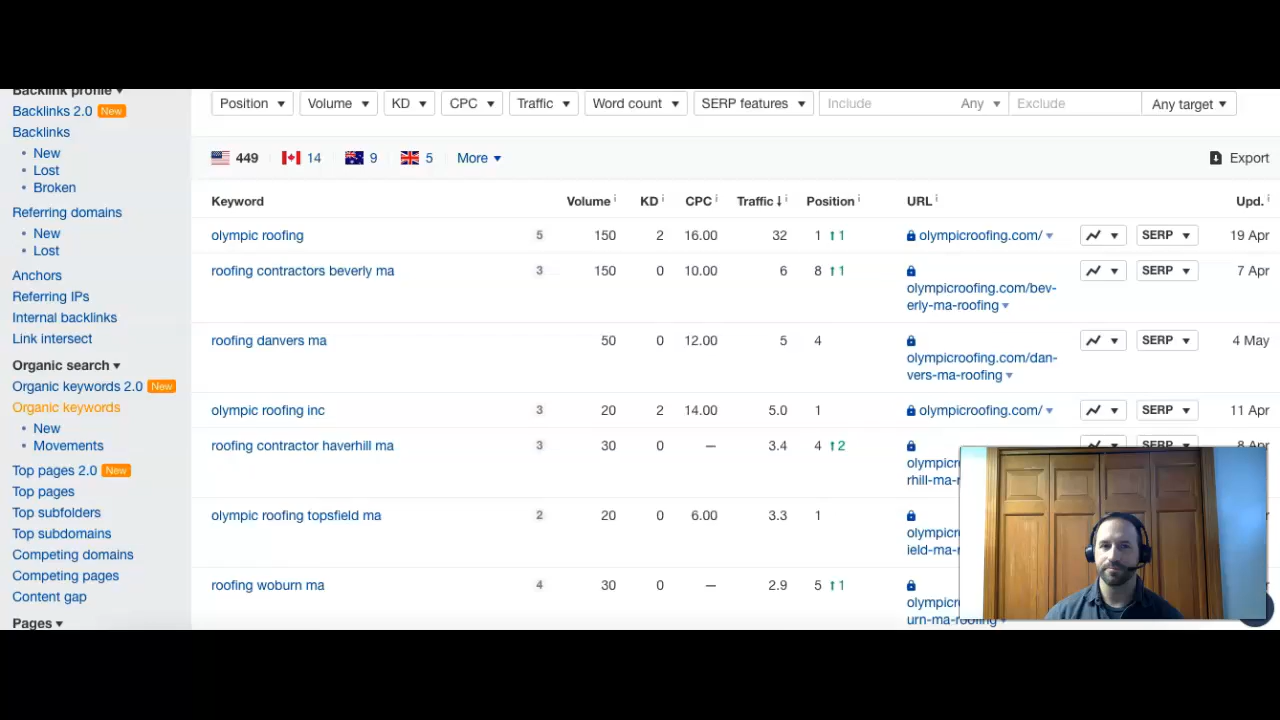 Backlink profile
Backlinks 2.0 New
Backlinks
• New
• Lost
• Broken
Referring domains
• New
• Lost
Anchors
Referring IPs
Internal backlinks
Link intersect
Organic search
Organic keywords 2.0 New
Organic keywords
• New
• Movements
Top pages 2.0 New
Top pages
Top subfolders
Top subdomains
Competing domains
Competing pages
Content gap
Pages
Position Volume KD CPC Traffic Word count SERP features Include Any Exclude Any target
449 14 9 5 More Export
Keyword Volume i KD i CPC i Traffic i Position i URL i Upd. i
olympic roofing 5 150 2 16.00 32 1 ↑1 olympicroofing.com/ SERP 19 Apr
roofing contractors beverly ma 3 150 0 10.00 6 8 ↑1 SERP 7 Apr
olympicroofing.com/bev-
erly-ma-roofing
roofing danvers ma 50 0 12.00 5 4 SERP 4 May
olympicroofing.com/dan-
vers-ma-roofing
olympic roofing inc 3 20 2 14.00 5.0 1 olympicroofing.com/ SERP 11 Apr
roofing contractor haverhill ma 3 30 0 — 3.4 4 ↑2 SERP 8 Apr
olympicro
rhill-ma-r
olympic roofing topsfield ma 2 20 0 6.00 3.3 1
olympicro
ield-ma-r
roofing woburn ma 4 30 0 — 2.9 5 ↑1
olympicro
urn-ma-roofing